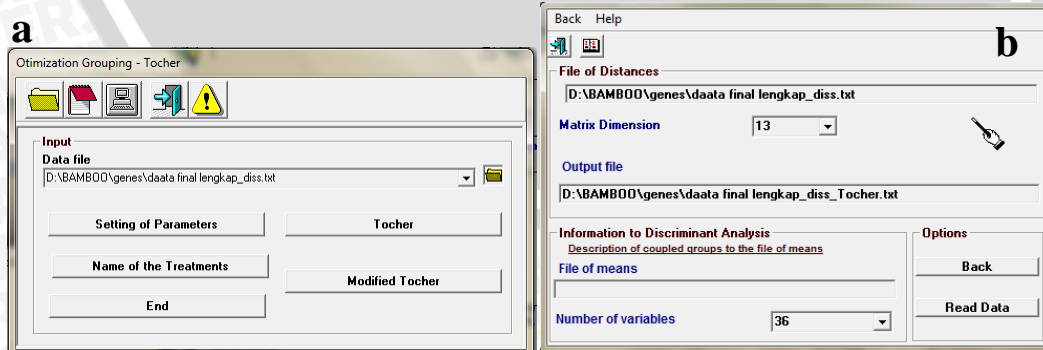 a
Otimization Grouping - Tocher
Input
Data file
D:\BAMBOO\genes\daata final lengkap_diss.txt
Setting of Parameters
Tocher
Name of the Treatments
Modified Tocher
End
b
Back Help
File of Distances
D:\BAMBOO\genes\daata final lengkap_diss.txt
Matrix Dimension
13
Output file
D:\BAMBOO\genes\daata final lengkap_diss_Tocher.txt
Information to Discriminant Analysis
Description of coupled groups to the file of means
File of means
Number of variables
36
Options
Back
Read Data